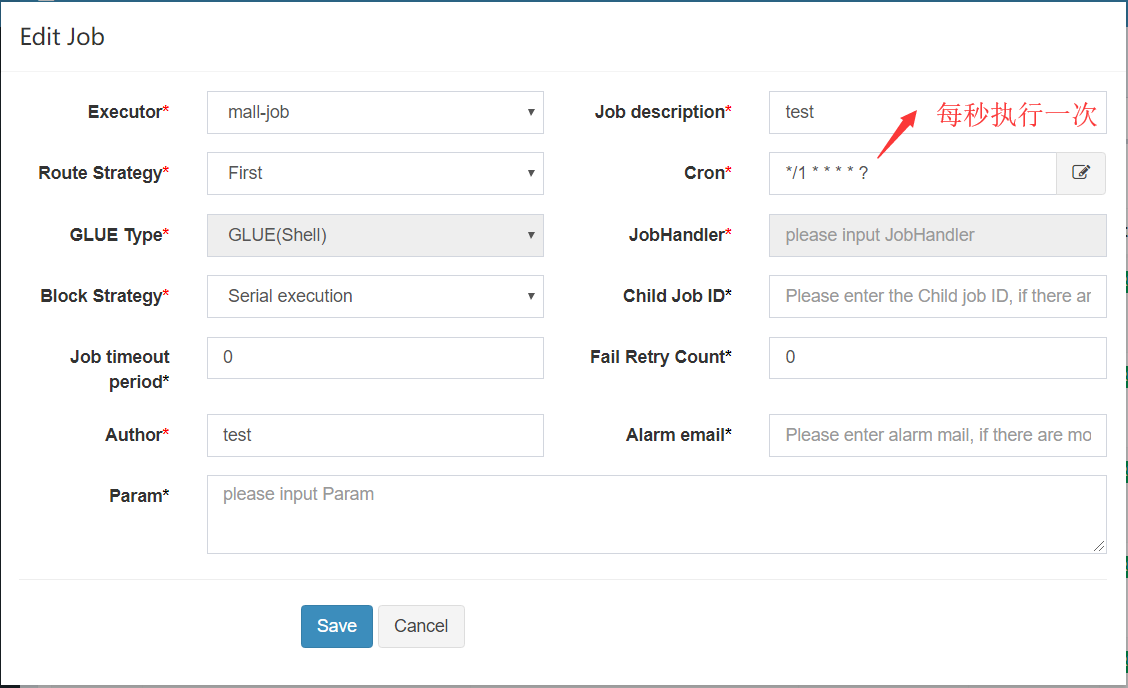 Edit Job
Executor* mall-job Job description* test 每秒执行一次
Route Strategy* First Cron* */1 * * * * ?
GLUE Type* GLUE(Shell) JobHandler* please input JobHandler
Block Strategy* Serial execution Child Job ID* Please enter the Child job ID, if there ar
Job timeout period* 0 Fail Retry Count* 0
Author* test Alarm email* Please enter alarm mail, if there are mo
Param* please input Param
Save Cancel